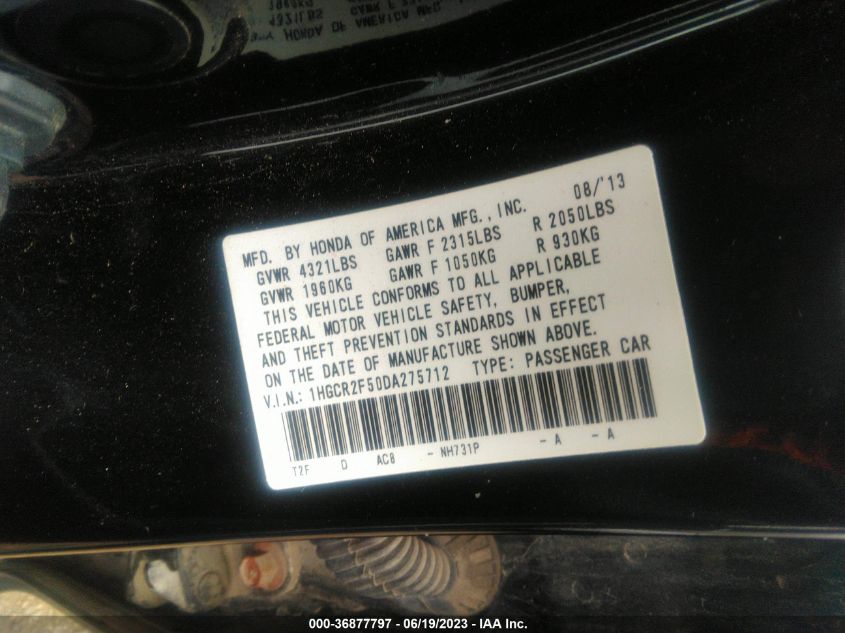 MFD. BY HONDA OF AMERICA MFG., INC. 08/'13
GVWR 4321LBS GAWR F 2315LBS R 2050LBS
GVWR 1960KG GAWR F 1050KG R 930KG
THIS VEHICLE CONFORMS TO ALL APPLICABLE
FEDERAL MOTOR VEHICLE SAFETY, BUMPER,
AND THEFT PREVENTION STANDARDS IN EFFECT
ON THE DATE OF MANUFACTURE SHOWN ABOVE.
V.I.N.: 1HGCR2F50DA275712 TYPE: PASSENGER CAR
T2F D AC8 - NH731P - A - A
000-36877797 - 06/19/2023 - IAA Inc.